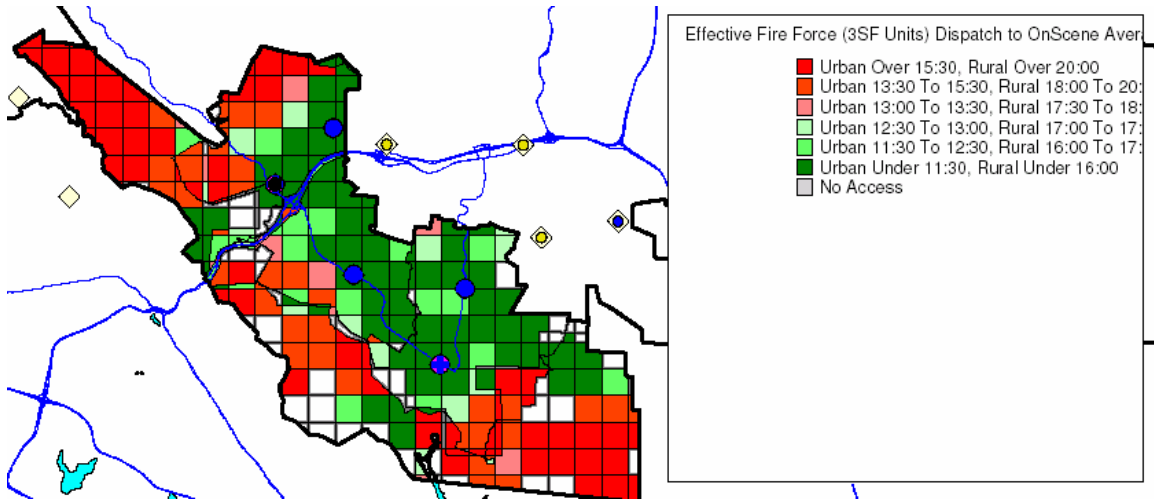 Effective Fire Force (3SF Units) Dispatch to OnScene Avera
Urban Over 15:30, Rural Over 20:00
Urban 13:30 To 15:30, Rural 18:00 To 20:
Urban 13:00 To 13:30, Rural 17:30 To 18:
Urban 12:30 To 13:00, Rural 17:00 To 17:
Urban 11:30 To 12:30, Rural 16:00 To 17:
Urban Under 11:30, Rural Under 16:00
No Access